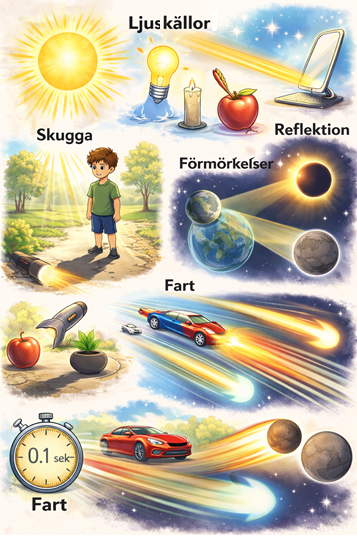 Ljuskällor
Reflektion
Skugga
Förmörkelser
Fart
0.1 sek
Fart